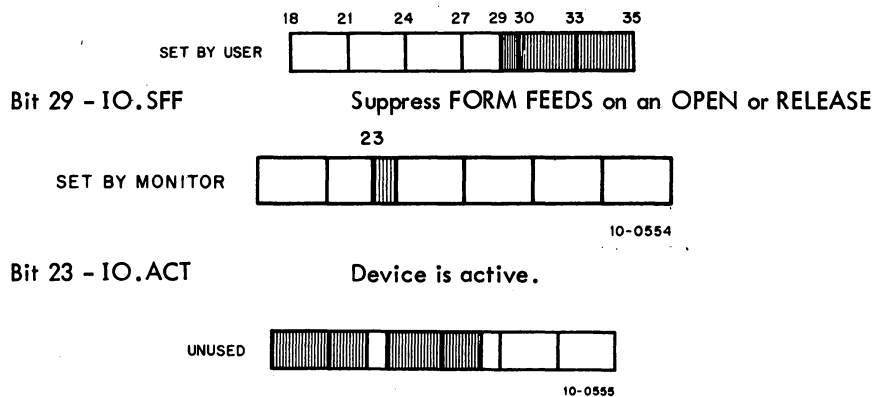 18 21 24 27 29 30 33 35
SET BY USER
Bit 29 - IO.SFF Suppress FORM FEEDS on an OPEN or RELEASE
23
SET BY MONITOR
10-0554
Bit 23 - IO.ACT Device is active.
UNUSED
10-0555